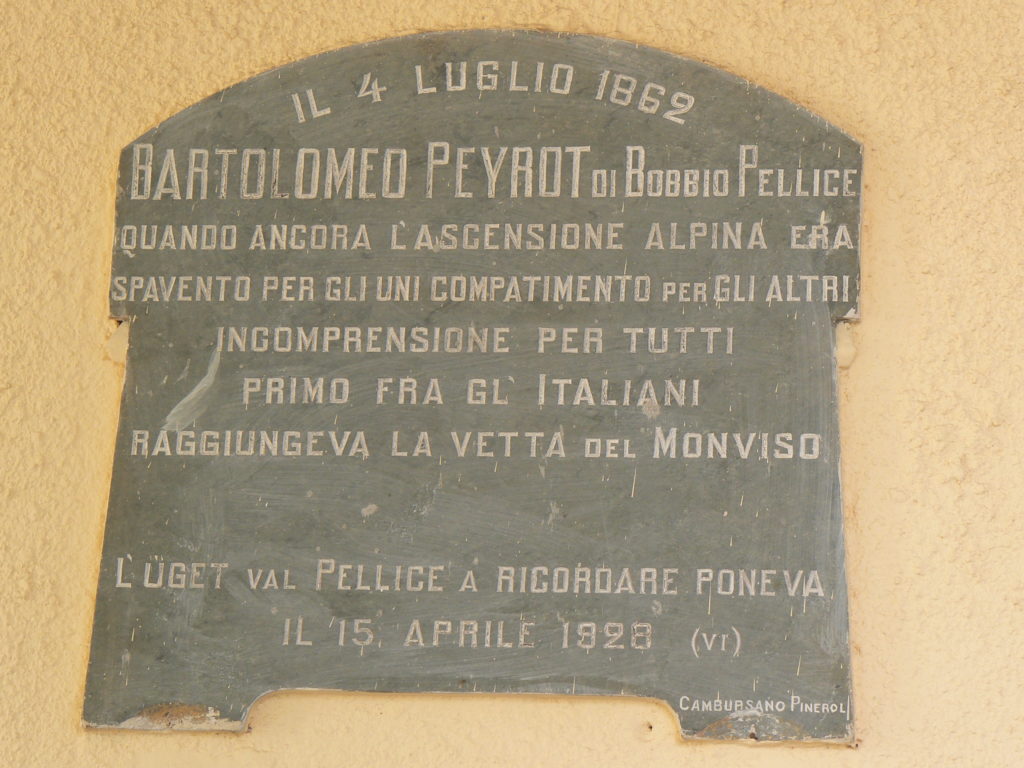 IL 4 LUGLIO 1862
BARTOLOMEO PEYROT DI BOBBIO PELLICE
QUANDO ANCORA L'ASCENSIONE ALPINA ERA
SPAVENTO PER GLI UNI COMPATIMENTO PER GLI ALTRI
INCOMPRENSIONE PER TUTTI
PRIMO FRA GL' ITALIANI
RAGGIUNGEVA LA VETTA DEL MONVISO
L'UGET VAL PELLICE A RICORDARE PONEVA
IL 15 APRILE 1928 (VI)
CAMBURSANO PINEROL